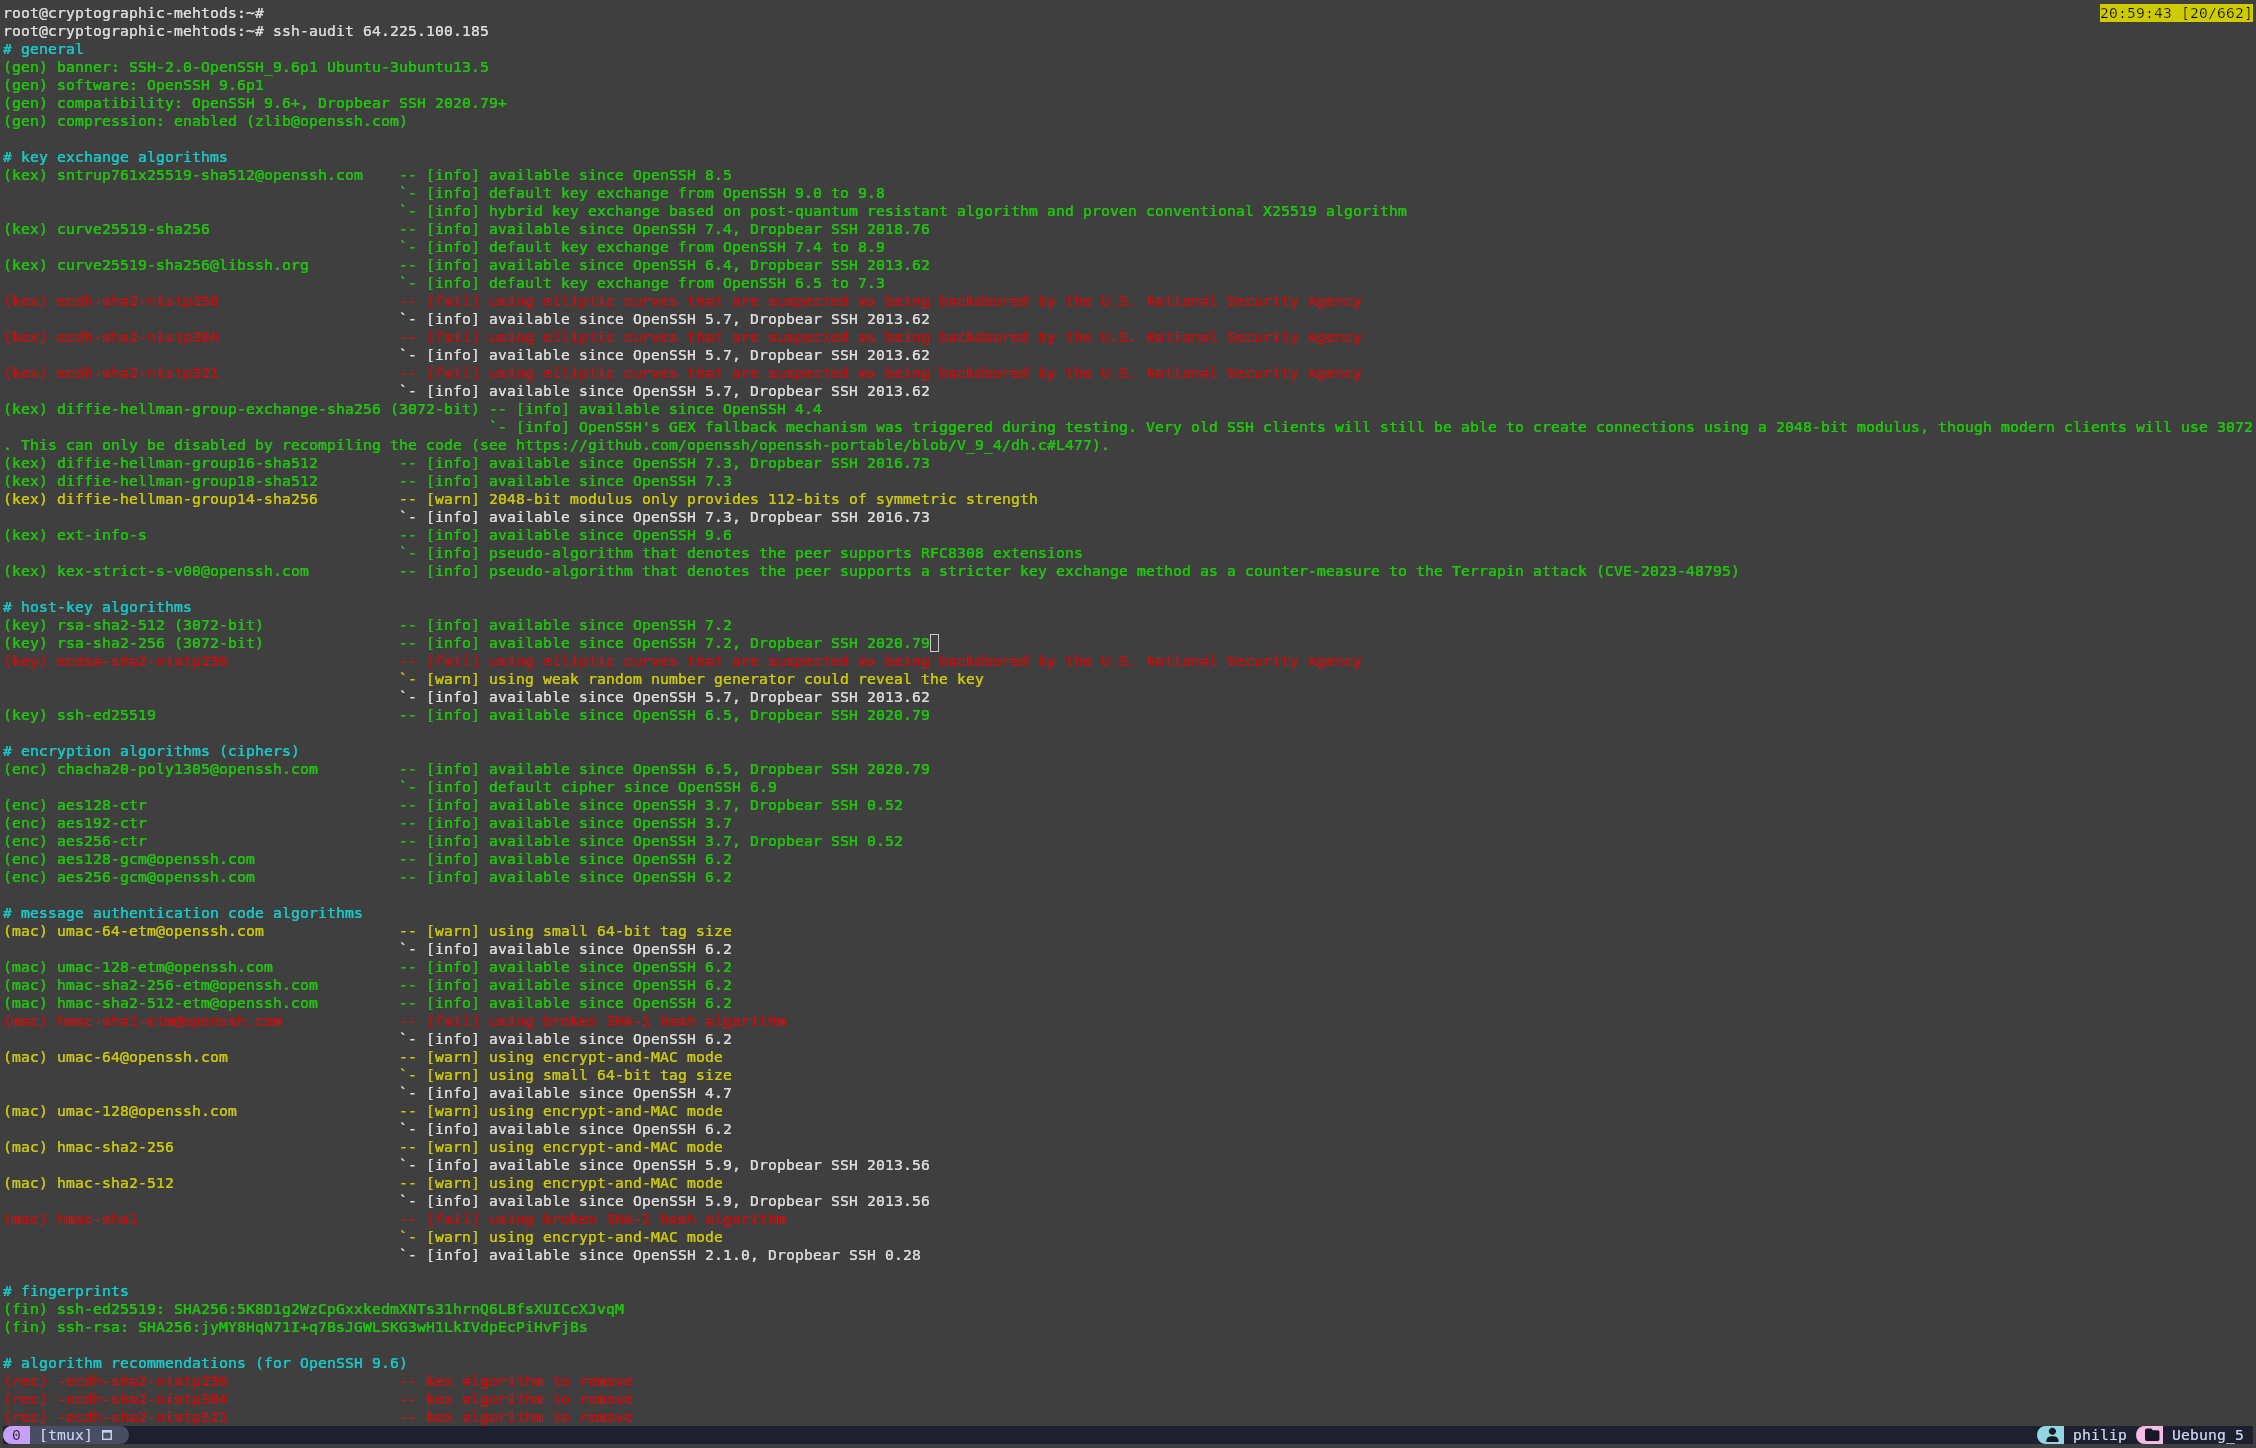 root@cryptographic-mehtods:~#
20:59:43 [20/662]
root@cryptographic-mehtods:~# ssh-audit 64.225.100.185
# general
(gen) banner: SSH-2.0-OpenSSH_9.6p1 Ubuntu-3ubuntu13.5
(gen) software: OpenSSH 9.6p1
(gen) compatibility: OpenSSH 9.6+, Dropbear SSH 2020.79+
(gen) compression: enabled (zlib@openssh.com)
# key exchange algorithms
(kex) sntrup761x25519-sha512@openssh.com    -- [info] available since OpenSSH 8.5
`- [info] default key exchange from OpenSSH 9.0 to 9.8
`- [info] hybrid key exchange based on post-quantum resistant algorithm and proven conventional X25519 algorithm
(kex) curve25519-sha256                     -- [info] available since OpenSSH 7.4, Dropbear SSH 2018.76
`- [info] default key exchange from OpenSSH 7.4 to 8.9
(kex) curve25519-sha256@libssh.org          -- [info] available since OpenSSH 6.4, Dropbear SSH 2013.62
`- [info] default key exchange from OpenSSH 6.5 to 7.3
(kex) ecdh-sha2-nistp256                    -- [fail] using elliptic curves that are suspected as being backdoored by the U.S. National Security Agency
`- [info] available since OpenSSH 5.7, Dropbear SSH 2013.62
(kex) ecdh-sha2-nistp384                    -- [fail] using elliptic curves that are suspected as being backdoored by the U.S. National Security Agency
`- [info] available since OpenSSH 5.7, Dropbear SSH 2013.62
(kex) ecdh-sha2-nistp521                    -- [fail] using elliptic curves that are suspected as being backdoored by the U.S. National Security Agency
`- [info] available since OpenSSH 5.7, Dropbear SSH 2013.62
(kex) diffie-hellman-group-exchange-sha256 (3072-bit) -- [info] available since OpenSSH 4.4
`- [info] OpenSSH's GEX fallback mechanism was triggered during testing. Very old SSH clients will still be able to create connections using a 2048-bit modulus, though modern clients will use 3072
. This can only be disabled by recompiling the code (see https://github.com/openssh/openssh-portable/blob/V_9_4/dh.c#L477).
(kex) diffie-hellman-group16-sha512         -- [info] available since OpenSSH 7.3, Dropbear SSH 2016.73
(kex) diffie-hellman-group18-sha512         -- [info] available since OpenSSH 7.3
(kex) diffie-hellman-group14-sha256         -- [warn] 2048-bit modulus only provides 112-bits of symmetric strength
`- [info] available since OpenSSH 7.3, Dropbear SSH 2016.73
(kex) ext-info-s                            -- [info] available since OpenSSH 9.6
`- [info] pseudo-algorithm that denotes the peer supports RFC8308 extensions
(kex) kex-strict-s-v00@openssh.com          -- [info] pseudo-algorithm that denotes the peer supports a stricter key exchange method as a counter-measure to the Terrapin attack (CVE-2023-48795)
# host-key algorithms
(key) rsa-sha2-512 (3072-bit)               -- [info] available since OpenSSH 7.2
(key) rsa-sha2-256 (3072-bit)               -- [info] available since OpenSSH 7.2, Dropbear SSH 2020.79
(key) ecdsa-sha2-nistp256                   -- [fail] using elliptic curves that are suspected as being backdoored by the U.S. National Security Agency
`- [warn] using weak random number generator could reveal the key
`- [info] available since OpenSSH 5.7, Dropbear SSH 2013.62
(key) ssh-ed25519                           -- [info] available since OpenSSH 6.5, Dropbear SSH 2020.79
# encryption algorithms (ciphers)
(enc) chacha20-poly1305@openssh.com         -- [info] available since OpenSSH 6.5, Dropbear SSH 2020.79
`- [info] default cipher since OpenSSH 6.9
(enc) aes128-ctr                            -- [info] available since OpenSSH 3.7, Dropbear SSH 0.52
(enc) aes192-ctr                            -- [info] available since OpenSSH 3.7
(enc) aes256-ctr                            -- [info] available since OpenSSH 3.7, Dropbear SSH 0.52
(enc) aes128-gcm@openssh.com                -- [info] available since OpenSSH 6.2
(enc) aes256-gcm@openssh.com                -- [info] available since OpenSSH 6.2
# message authentication code algorithms
(mac) umac-64-etm@openssh.com               -- [warn] using small 64-bit tag size
`- [info] available since OpenSSH 6.2
(mac) umac-128-etm@openssh.com              -- [info] available since OpenSSH 6.2
(mac) hmac-sha2-256-etm@openssh.com         -- [info] available since OpenSSH 6.2
(mac) hmac-sha2-512-etm@openssh.com         -- [info] available since OpenSSH 6.2
(mac) hmac-sha1-etm@openssh.com             -- [fail] using broken SHA-1 hash algorithm
`- [info] available since OpenSSH 6.2
(mac) umac-64@openssh.com                   -- [warn] using encrypt-and-MAC mode
`- [warn] using small 64-bit tag size
`- [info] available since OpenSSH 4.7
(mac) umac-128@openssh.com                  -- [warn] using encrypt-and-MAC mode
`- [info] available since OpenSSH 6.2
(mac) hmac-sha2-256                         -- [warn] using encrypt-and-MAC mode
`- [info] available since OpenSSH 5.9, Dropbear SSH 2013.56
(mac) hmac-sha2-512                         -- [warn] using encrypt-and-MAC mode
`- [info] available since OpenSSH 5.9, Dropbear SSH 2013.56
(mac) hmac-sha1                             -- [fail] using broken SHA-1 hash algorithm
`- [warn] using encrypt-and-MAC mode
`- [info] available since OpenSSH 2.1.0, Dropbear SSH 0.28
# fingerprints
(fin) ssh-ed25519: SHA256:5K8D1g2WzCpGxxkedmXNTs31hrnQ6LBfsXUICcXJvqM
(fin) ssh-rsa: SHA256:jyMY8HqN71I+q7BsJGWLSKG3wH1LkIVdpEcPiHvFjBs
# algorithm recommendations (for OpenSSH 9.6)
(rec) -ecdh-sha2-nistp256                   -- kex algorithm to remove
(rec) -ecdh-sha2-nistp384                   -- kex algorithm to remove
(rec) -ecdh-sha2-nistp521                   -- kex algorithm to remove
0 [tmux] philip Uebung_5